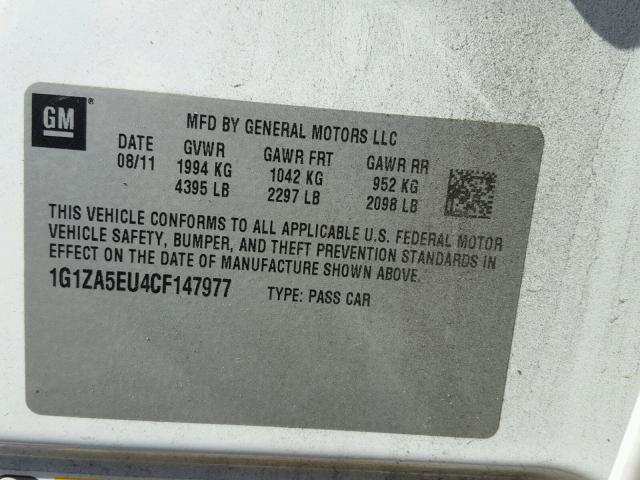 GM®
MFD BY GENERAL MOTORS LLC
DATE GVWR GAWR FRT GAWR RR
08/11 1994 KG 1042 KG 952 KG
4395 LB 2297 LB 2098 LB
THIS VEHICLE CONFORMS TO ALL APPLICABLE U.S. FEDERAL MOTOR
VEHICLE SAFETY, BUMPER, AND THEFT PREVENTION STANDARDS IN
EFFECT ON THE DATE OF MANUFACTURE SHOWN ABOVE.
1G1ZA5EU4CF147977 TYPE: PASS CAR